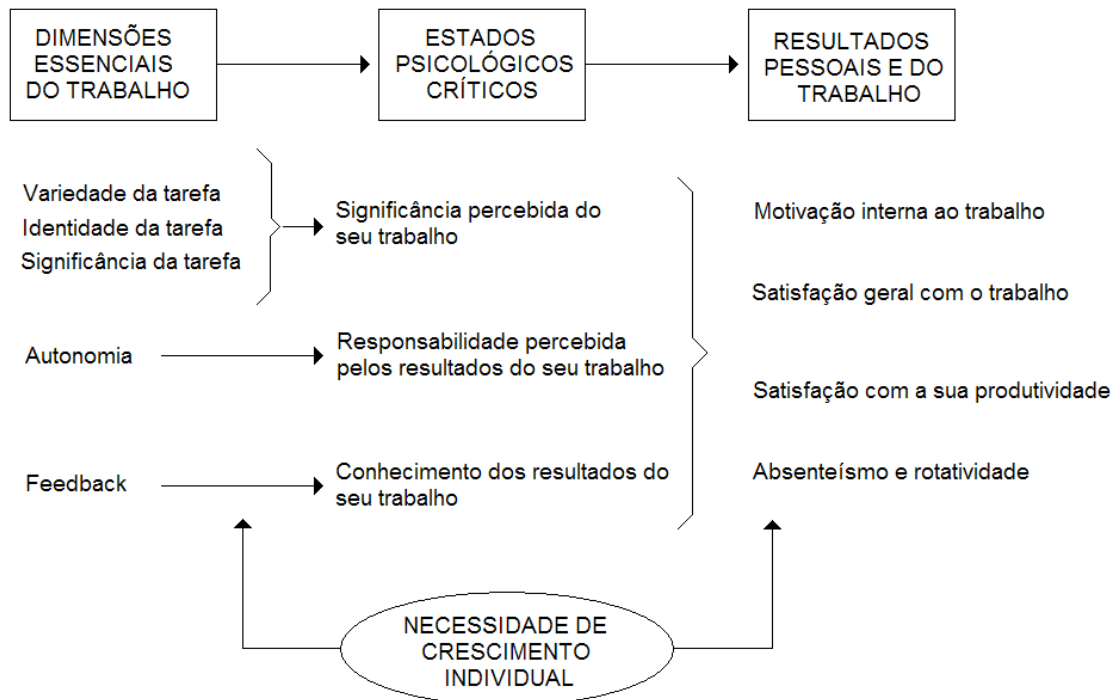 DIMENSÕES
ESSENCIAIS
DO TRABALHO
ESTADOS
PSICOLÓGICOS
CRÍTICOS
RESULTADOS
PESSOAIS E DO
TRABALHO
Variedade da tarefa
Identidade da tarefa
Significância da tarefa
Significância percebida do
seu trabalho
Motivação interna ao trabalho
Satisfação geral com o trabalho
Autonomia
Responsabilidade percebida
pelos resultados do seu trabalho
Satisfação com a sua produtividade
Feedback
Conhecimento dos resultados do
seu trabalho
Absenteísmo e rotatividade
NECESSIDADE DE
CRESCIMENTO
INDIVIDUAL